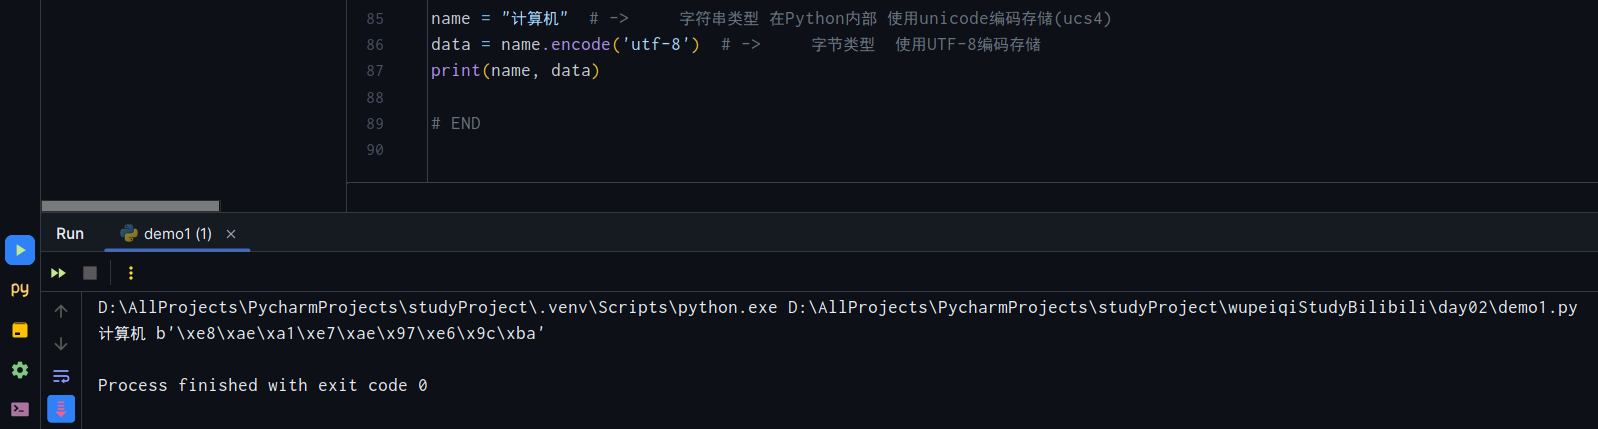 85 name = "计算机" # -> 字符串类型 在Python内部 使用unicode编码存储(ucs4)
86 data = name.encode('utf-8') # -> 字节类型 使用UTF-8编码存储
87 print(name, data)
88
89 # END
90
Run demo1 (1)
py
D:\AllProjects\PycharmProjects\studyProject\.venv\Scripts\python.exe D:\AllProjects\PycharmProjects\studyProject\wupeiqiStudyBilibili\day02\demo1.py
计算机 b'\xe8\xae\xa1\xe7\xae\x97\xe6\x9c\xba'
Process finished with exit code 0